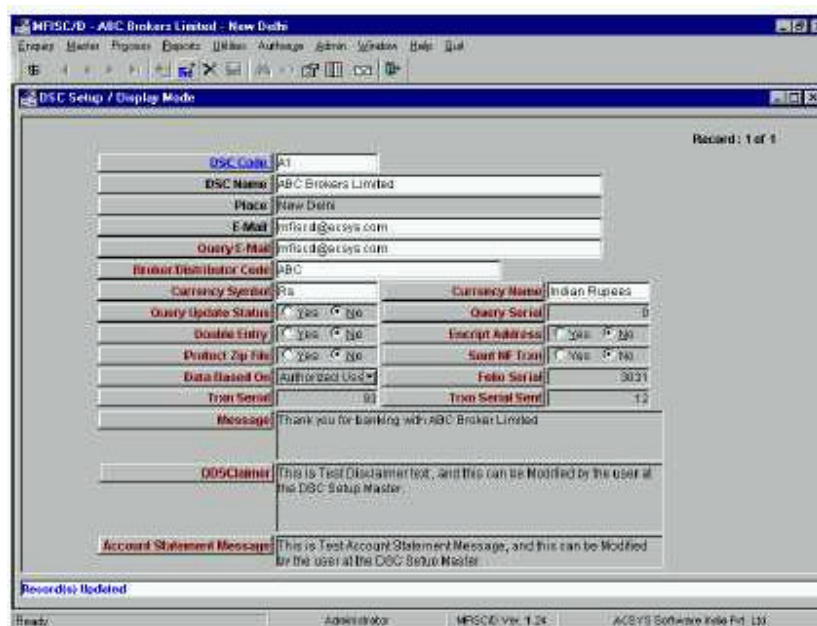 MFISC/D - ABC Brokers Limited - New Delhi
Enquiry Master Process Reports Utilities Authorise Admin Window Help Quit
DSC Setup / Display Mode
Record : 1 of 1
DSC Code A1
DSC Name ABC Brokers Limited
Place New Delhi
E-Mail mfiscd@acsys.com
Query E-Mail mfiscd@acsys.com
Broker/Distributor Code ABC
Currency Symbol Rs Currency Name Indian Rupees
Query Update Status Yes No Query Serial 0
Double Entry Yes No Encript Address Yes No
Protect Zip File Yes No Sent NF Trxn Yes No
Data Based On Authorized Folio Serial 3031
Trxn Serial 93 Trxn Serial Sent 12
Message Thank you for banking with ABC Broker Limited
DDSClaimer This is Test Disclaimer text, and this can be Modified by the user at
the DSC Setup Master.
Account Statement Message This is Test Account Statement Message, and this can be Modified
by the user at the DSC Setup Master
Record(s) Updated
Ready Administrator MFISC/D Ver. 1.24 ACSYS Software India Pvt. Ltd.